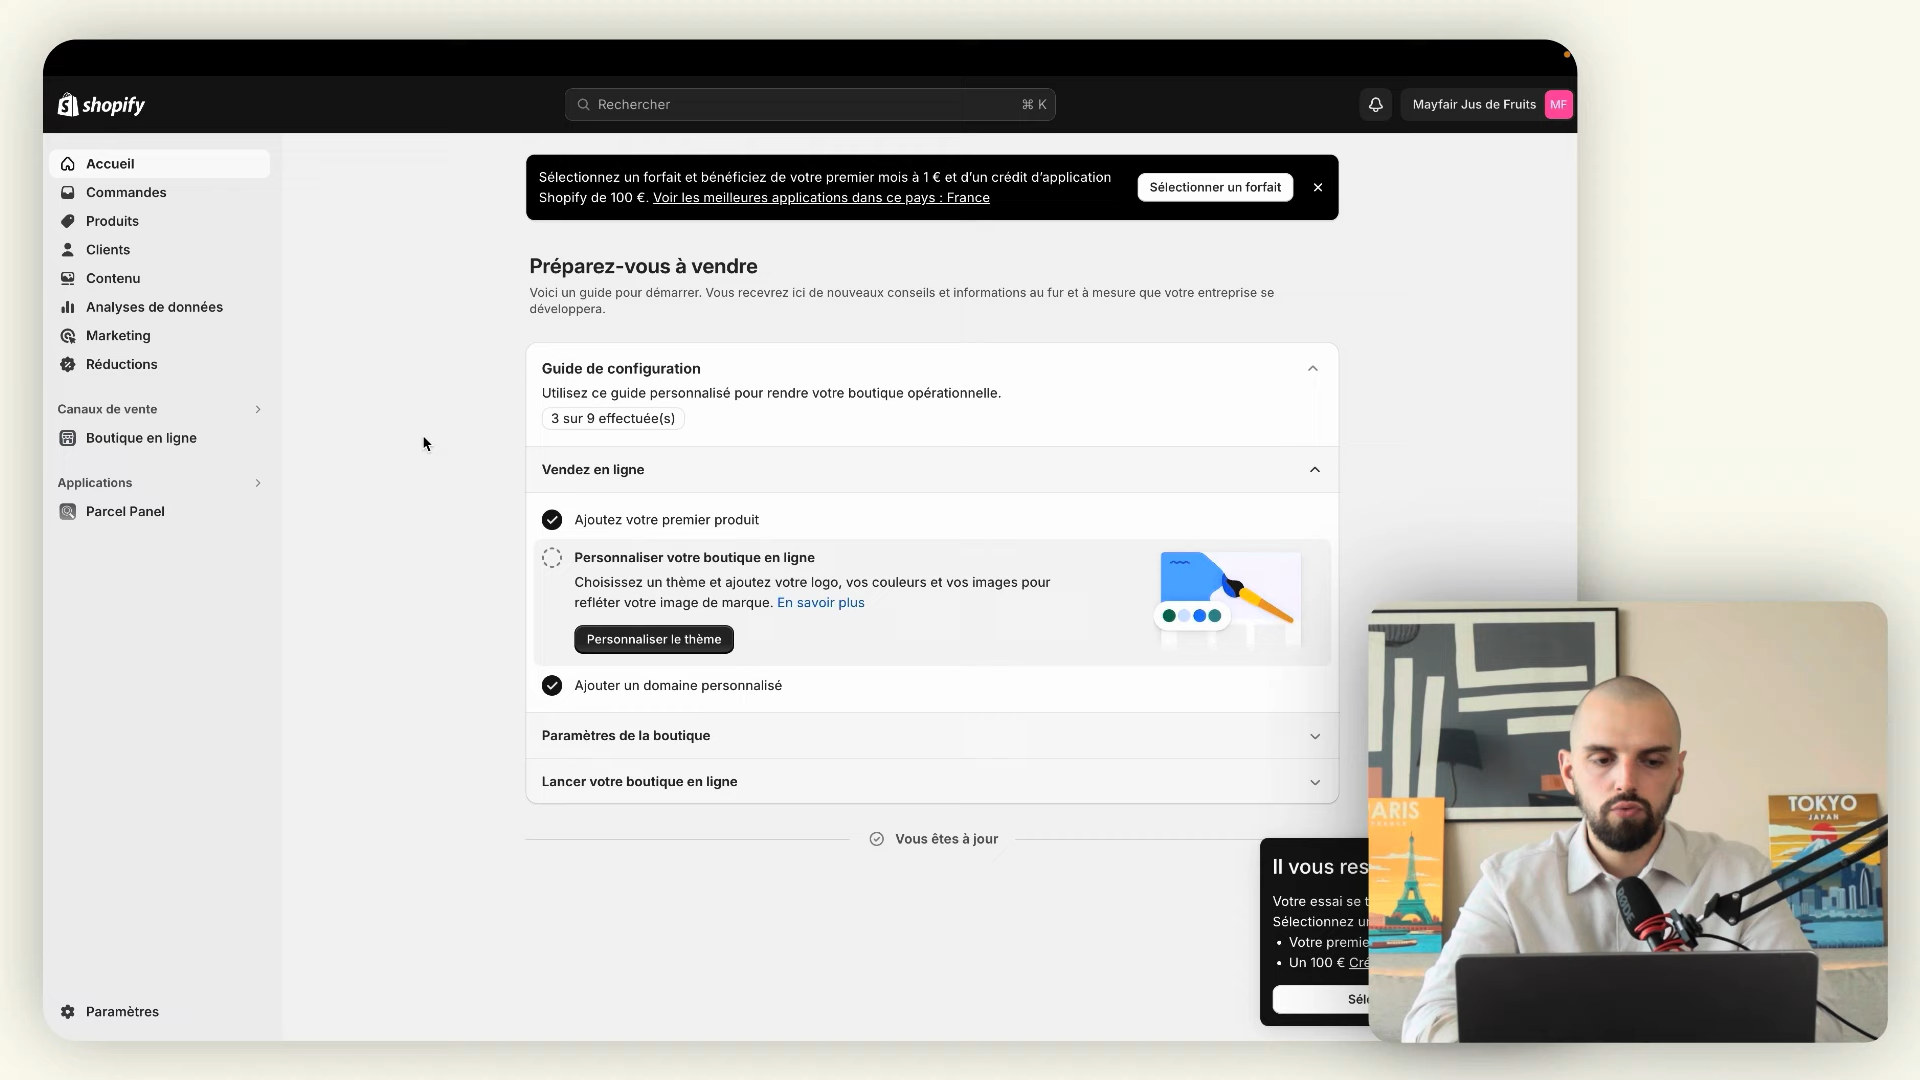 shopify
Rechercher
⌘ K
Mayfair Jus de Fruits
MF
Accueil
Commandes
Produits
Clients
Contenu
Analyses de données
Marketing
Réductions
Canaux de vente
Boutique en ligne
Applications
Parcel Panel
Paramètres
Sélectionnez un forfait et bénéficiez de votre premier mois à 1 € et d'un crédit d'application
Shopify de 100 €. Voir les meilleures applications dans ce pays : France
Sélectionner un forfait
Préparez-vous à vendre
Voici un guide pour démarrer. Vous recevrez ici de nouveaux conseils et informations au fur et à mesure que votre entreprise se
développera.
Guide de configuration
Utilisez ce guide personnalisé pour rendre votre boutique opérationnelle.
3 sur 9 effectuée(s)
Vendez en ligne
Ajoutez votre premier produit
Personnaliser votre boutique en ligne
Choisissez un thème et ajoutez votre logo, vos couleurs et vos images pour
refléter votre image de marque. En savoir plus
Personnaliser le thème
Ajouter un domaine personnalisé
Paramètres de la boutique
Lancer votre boutique en ligne
Vous êtes à jour
Il vous res
Votre essai se t
Sélectionnez u
• Votre premie
• Un 100 € Cré
Séle
ARIS
FRANCE
TOKYO
JAPAN
RØDE